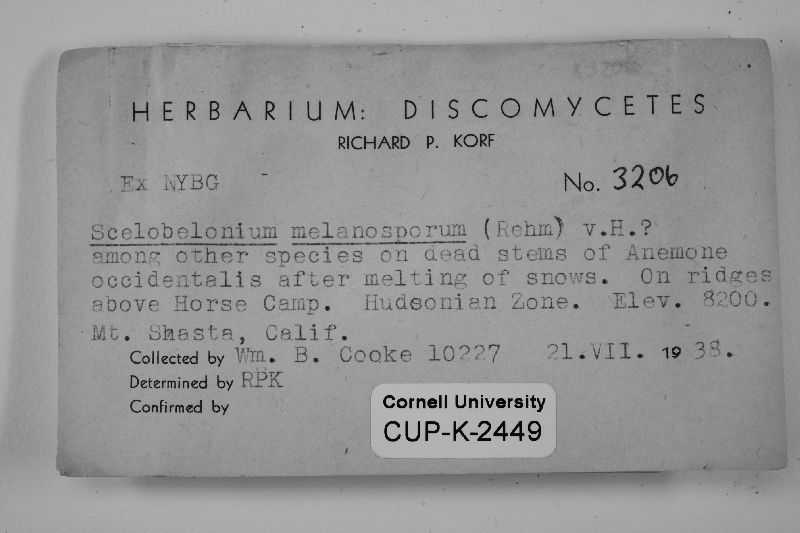 HERBARIUM: DISCOMYCETES
RICHARD P. KORF
Ex NYBG - No. 3206
Scelobelonium melanosporum (Rehm) v.H.?
among other species on dead stems of Anemone
occidentalis after melting of snows. On ridges
above Horse Camp. Hudsonian Zone. Elev. 8200.
Mt. Shasta, Calif.
Collected by Wm. B. Cooke 10227 21.VII. 19 38.
Determined by RPK
Confirmed by
Cornell University
CUP-K-2449